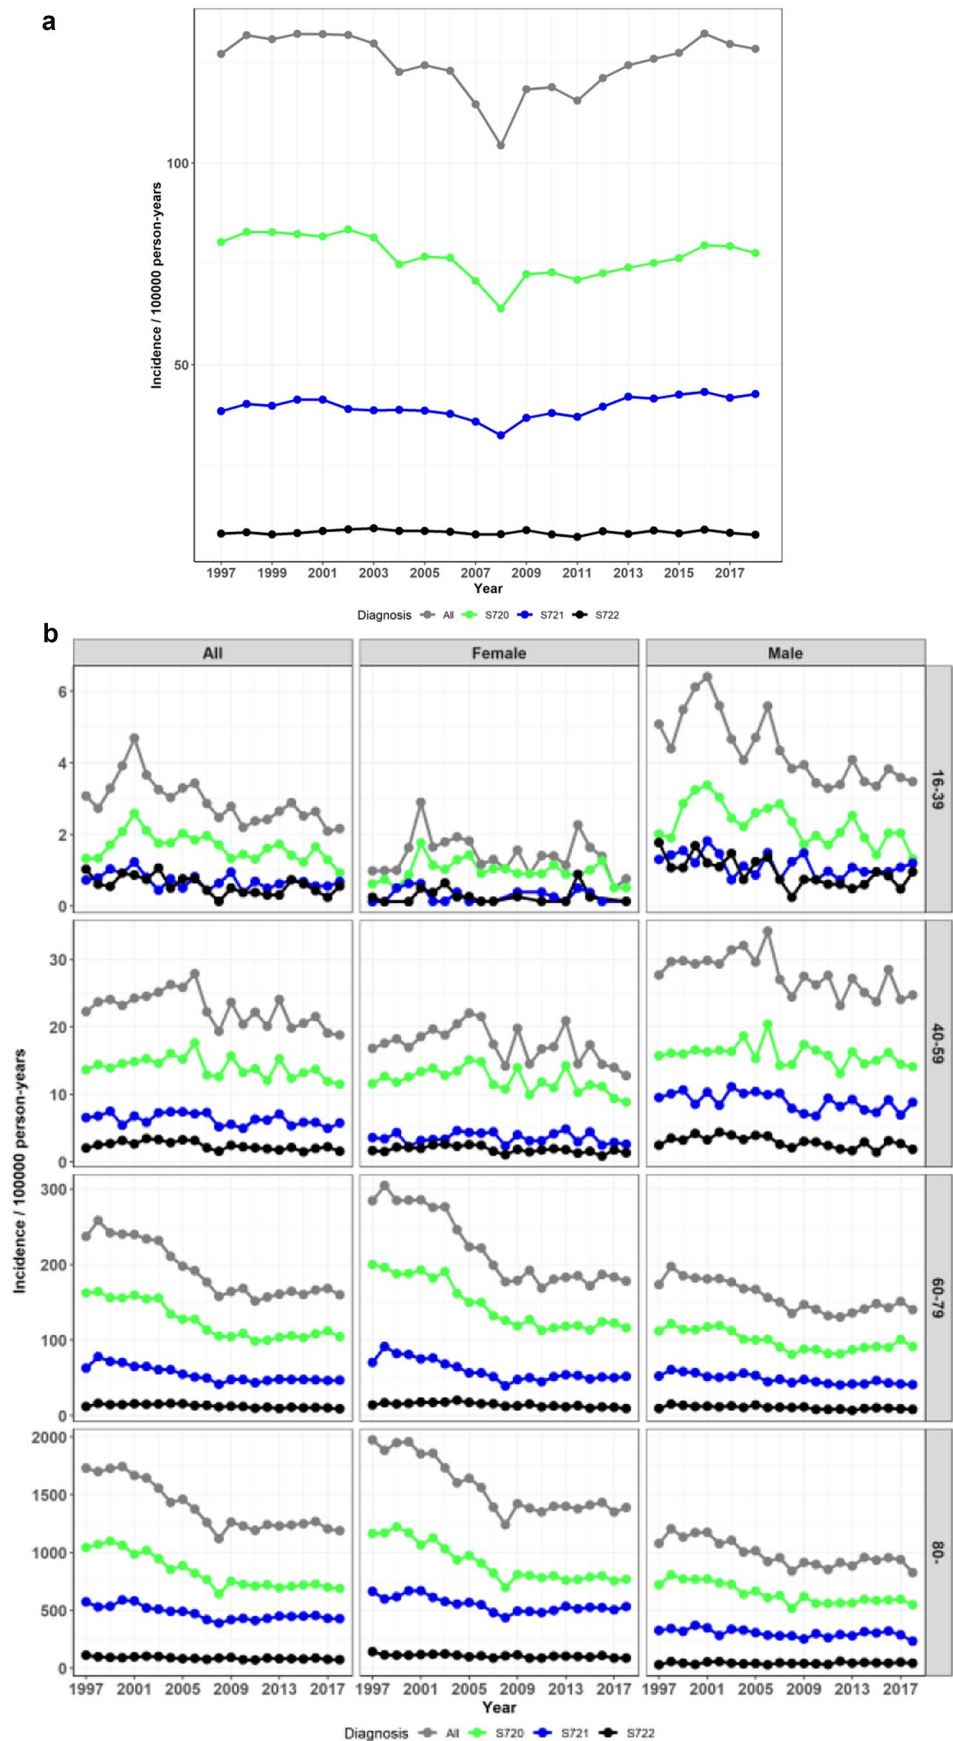 a
Incidence / 100000 person-years
100
50
1997 1999 2001 2003 2005 2007 2009 2011 2013 2015 2017
Year
Diagnosis All S720 S721 S722
b
All Female Male
Incidence / 100000 person-years
6
4
2
0
16-39
30
20
10
0
40-59
300
200
100
0
60-79
2000
1500
1000
500
0
80-
1997 2001 2005 2009 2013 2017 1997 2001 2005 2009 2013 2017 1997 2001 2005 2009 2013 2017
Year
Diagnosis All S720 S721 S722